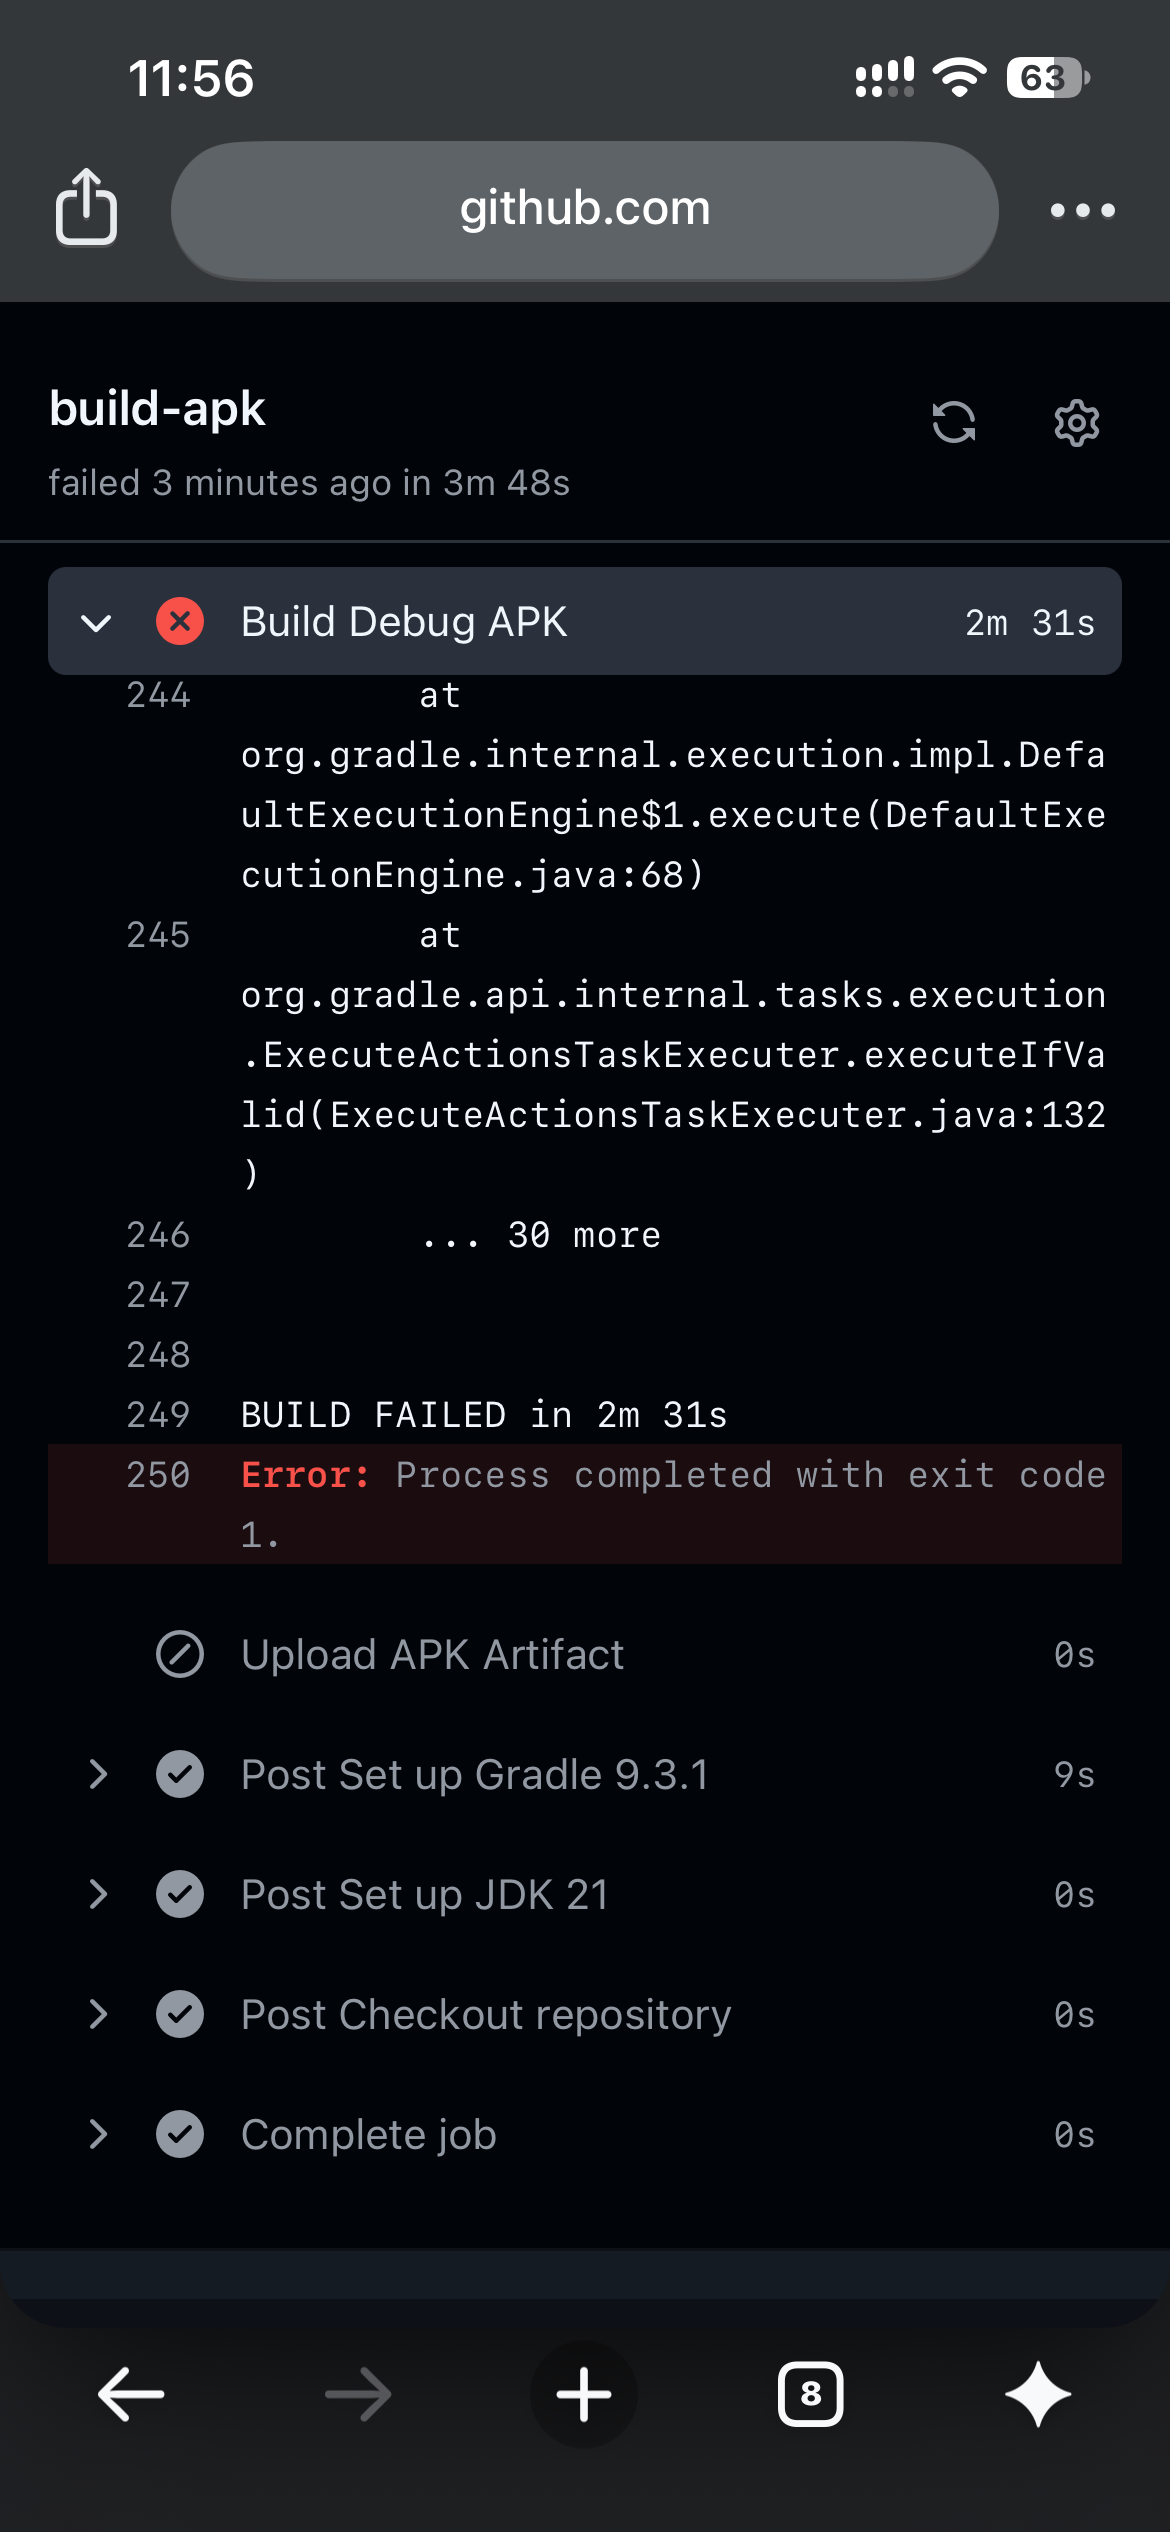 11:56
63
github.com
build-apk
failed 3 minutes ago in 3m 48s
Build Debug APK 2m 31s
244 at
org.gradle.internal.execution.impl.Defa
ultExecutionEngine$1.execute(DefaultExe
cutionEngine.java:68)
245 at
org.gradle.api.internal.tasks.execution
.ExecuteActionsTaskExecuter.executeIfVa
lid(ExecuteActionsTaskExecuter.java:132
)
246 ... 30 more
247
248
249 BUILD FAILED in 2m 31s
250 Error: Process completed with exit code
1.
Upload APK Artifact 0s
Post Set up Gradle 9.3.1 9s
Post Set up JDK 21 0s
Post Checkout repository 0s
Complete job 0s
8